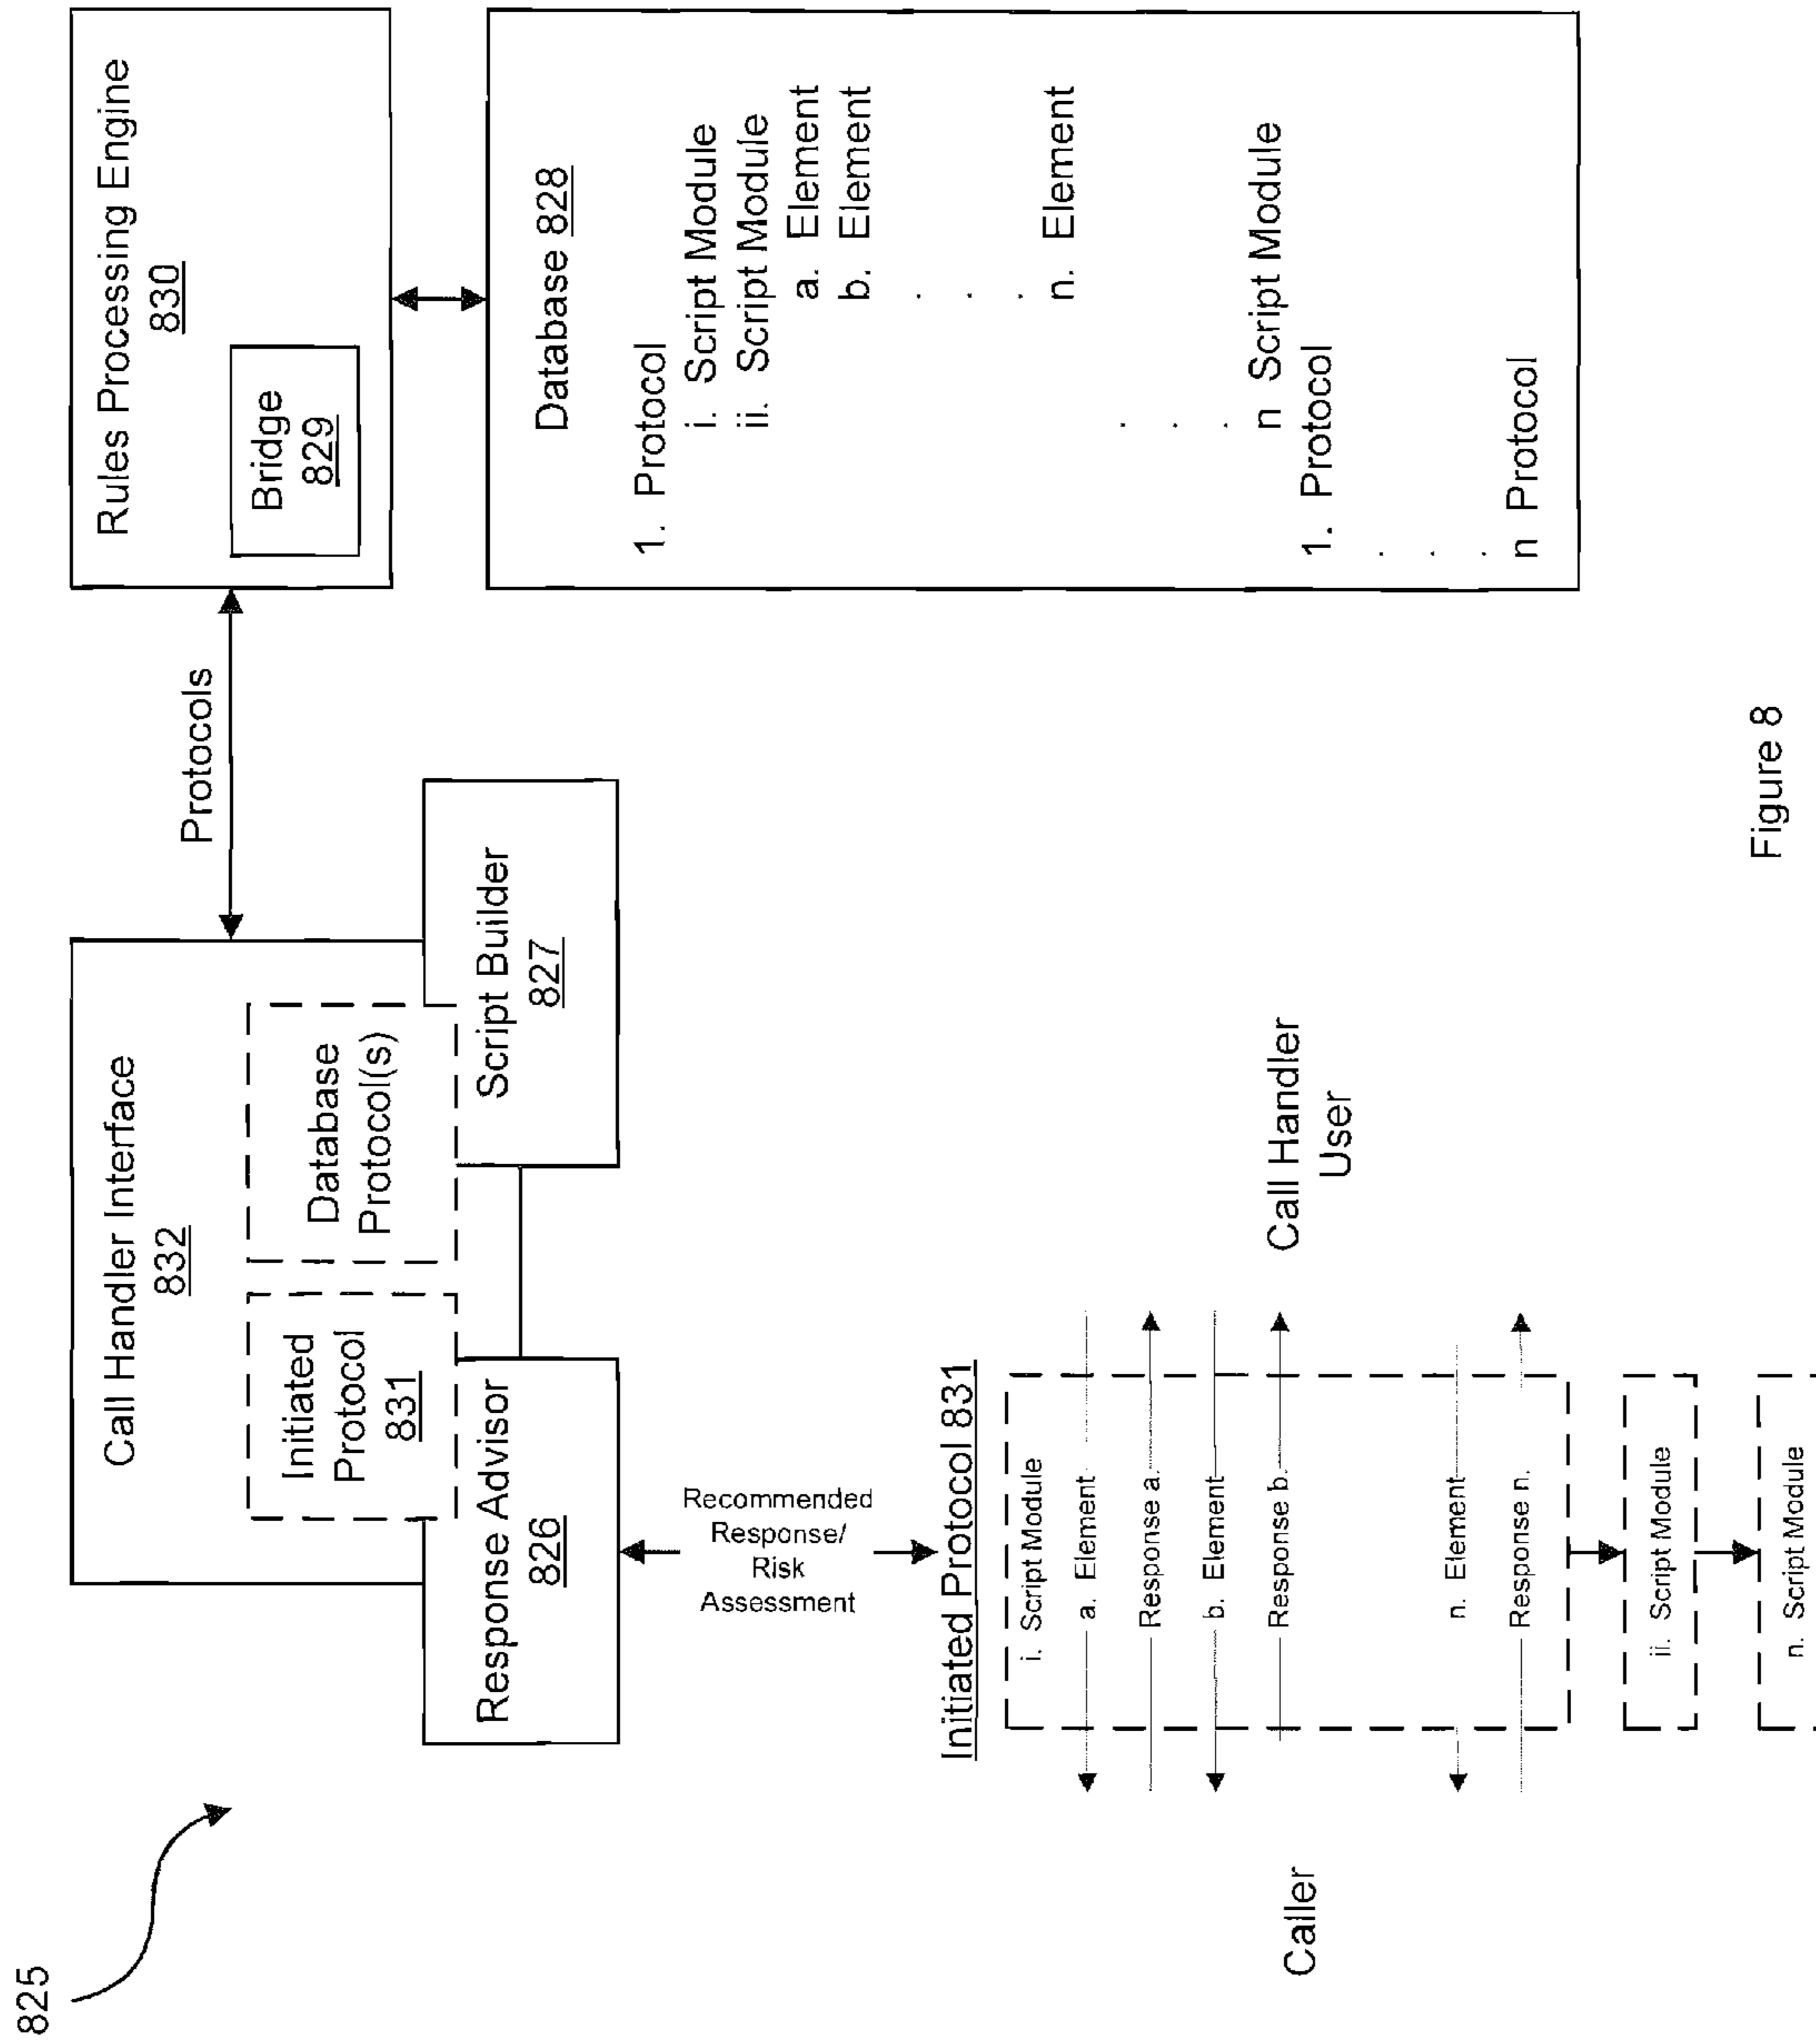 825
Call Handler Interface
832
Initiated
Protocol
831
Database
Protocol(s)
Response Advisor
826
Script Builder
827
Protocols
Rules Processing Engine
830
Bridge
829
Database 828
1. Protocol
i. Script Module
ii. Script Module
a. Element
b. Element
.
.
.
n. Element
.
.
.
n Script Module
1. Protocol
.
.
.
n Protocol
Recommended
Response/
Risk
Assessment
Initiated Protocol 831
i. Script Module
a. Element
Response a.
b. Element
Response b.
n. Element
Response n.
ii. Script Module
n. Script Module
Caller
Call Handler
User
Figure 8